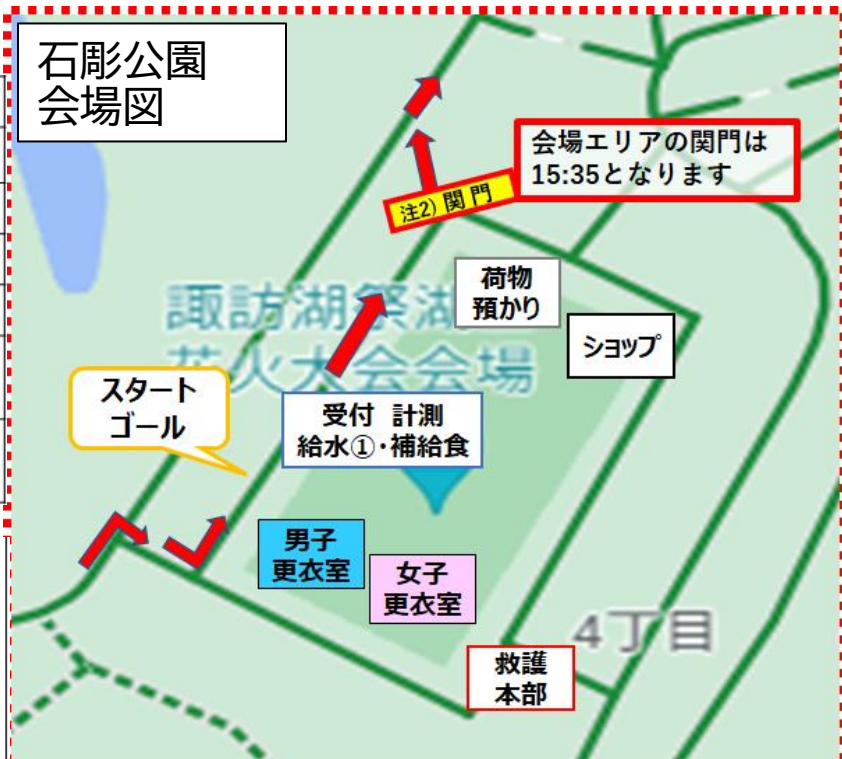 石彫公園
会場図
会場エリアの関門は
15:35となります
注2) 関 門
荷物
預かり
諏訪湖祭湖
花火大会会場
ショップ
スタート
ゴール
受付 計測
給水①・補給食
男子
更衣室
女子
更衣室
4丁目
救護
本部